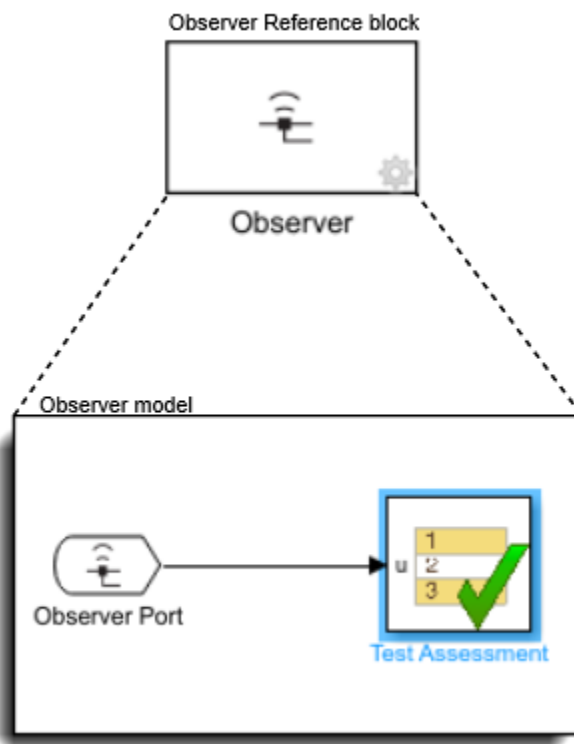 Observer Reference block
Observer
Observer model
1
u 2
3
Observer Port
Test Assessment